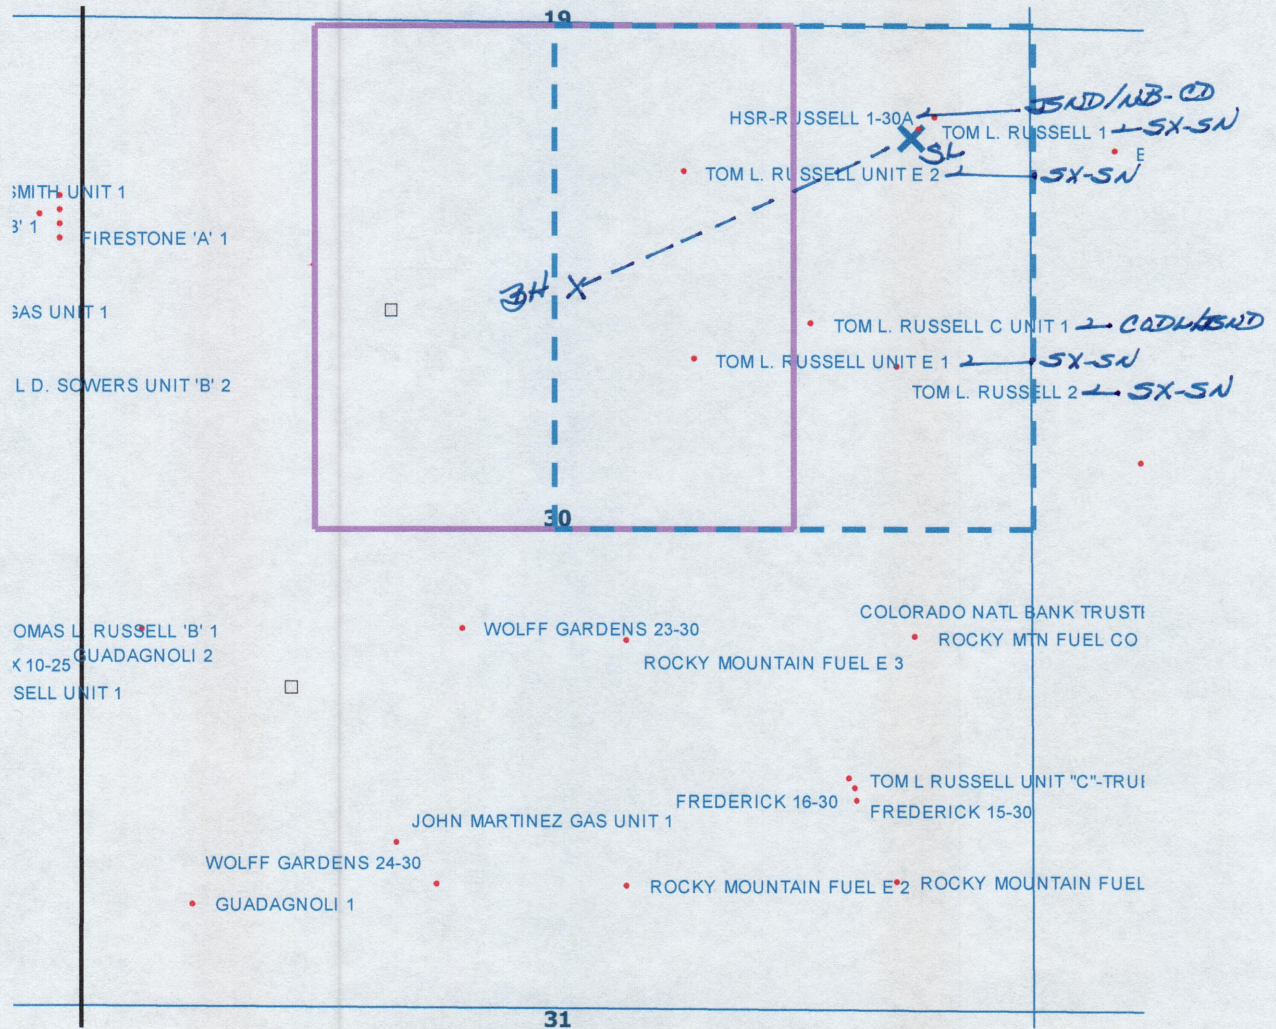 19
HSR-RUSSELL 1-30A JSND/NB-CD
TOM L. RUSSELL 1 SX-SN
SL
E
TOM L. RUSSELL UNIT E 2 SX-SN
SMITH UNIT 1
B' 1
FIRESTONE 'A' 1
BH
GAS UNIT 1
TOM L. RUSSELL C UNIT 1
TOM L. RUSSELL UNIT E 1 SX-SN
L D. SOWERS UNIT 'B' 2
TOM L. RUSSELL 2 SX-SN
30
COLORADO NATL BANK TRUSTE
OMAS L. RUSSELL 'B' 1
WOLFF GARDENS 23-30
ROCKY MTN FUEL CO
X 10-25
GUADAGNOLI 2
ROCKY MOUNTAIN FUEL E 3
SELL UNIT 1
TOM L RUSSELL UNIT "C"-TRUE
FREDERICK 16-30
FREDERICK 15-30
JOHN MARTINEZ GAS UNIT 1
WOLFF GARDENS 24-30
ROCKY MOUNTAIN FUEL E 2
ROCKY MOUNTAIN FUEL
GUADAGNOLI 1
31